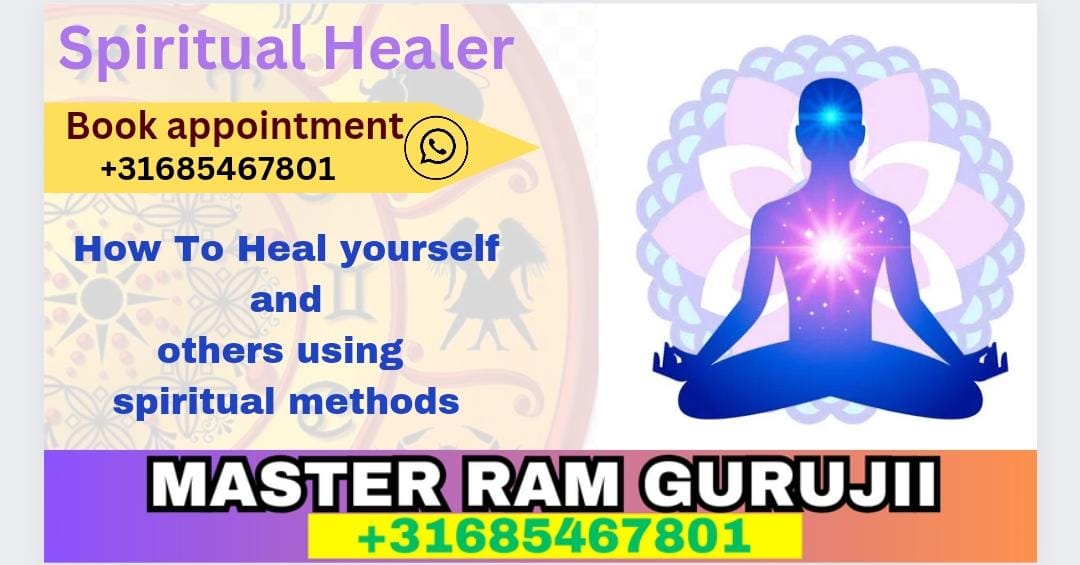 Spiritual Healer
Book appointment
+31685467801
How To Heal yourself
and
others using
spiritual methods
MASTER RAM GURUJII
+31685467801